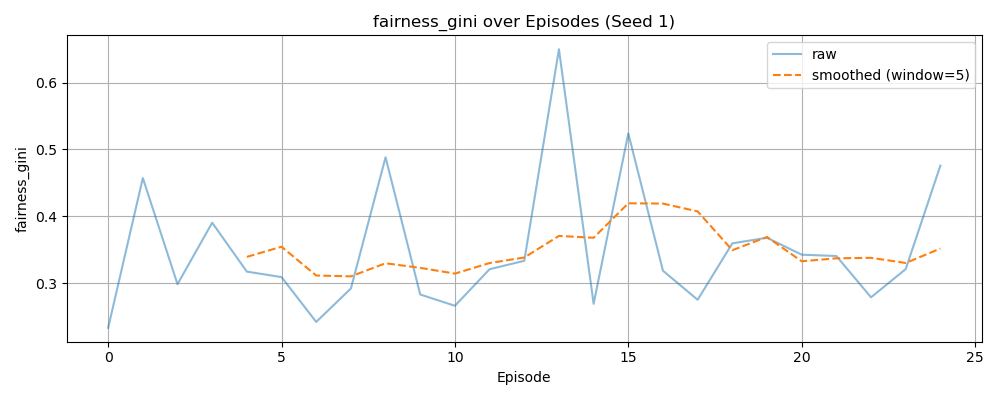 fairness_gini over Episodes (Seed 1)
raw
smoothed (window=5)
fairness_gini
0.6
0.5
0.4
0.3
0
5
10
15
20
25
Episode